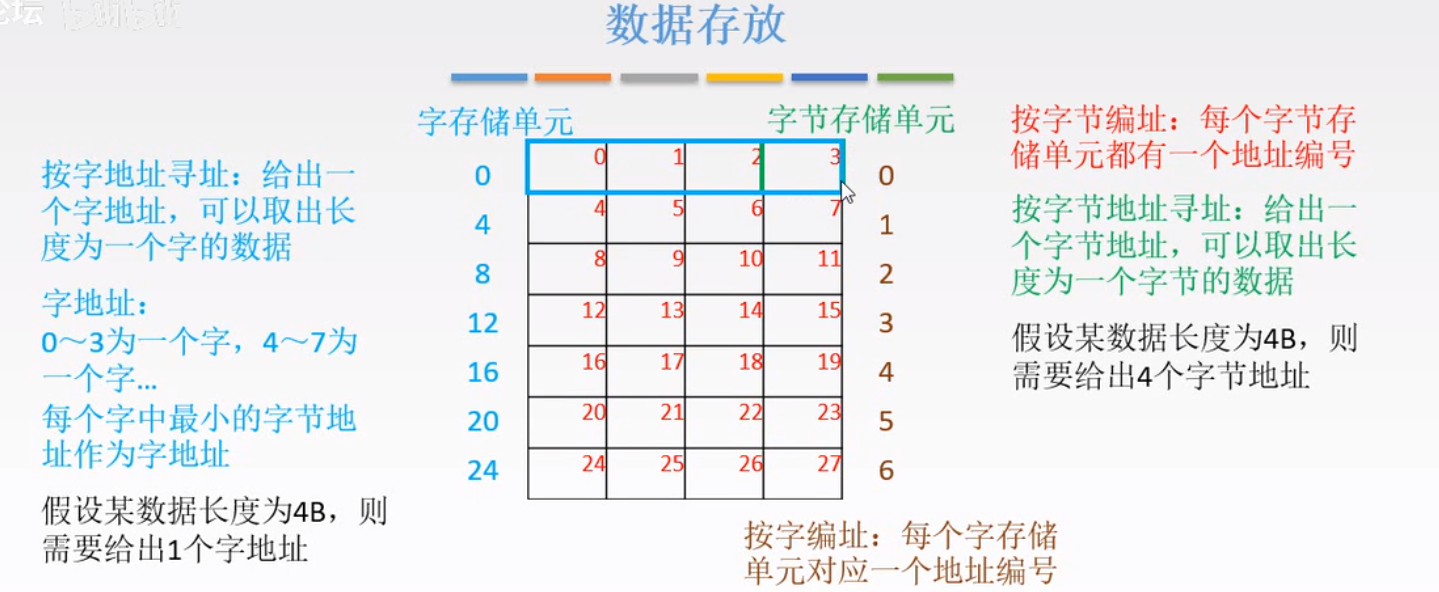 论坛 bilibili
数据存放
字存储单元
字节存储单元
按字地址寻址：给出一
个字地址，可以取出长
度为一个字的数据
字地址：
0～3为一个字，4～7为
一个字...
每个字中最小的字节地
址作为字地址
假设某数据长度为4B，则
需要给出1个字地址
0 0 1 2 3 0
4 4 5 6 7 1
8 8 9 10 11 2
12 12 13 14 15 3
16 16 17 18 19 4
20 20 21 22 23 5
24 24 25 26 27 6
按字节编址：每个字节存
储单元都有一个地址编号
按字节地址寻址：给出一
个字节地址，可以取出长
度为一个字节的数据
假设某数据长度为4B，则
需要给出4个字节地址
按字编址：每个字存储
单元对应一个地址编号